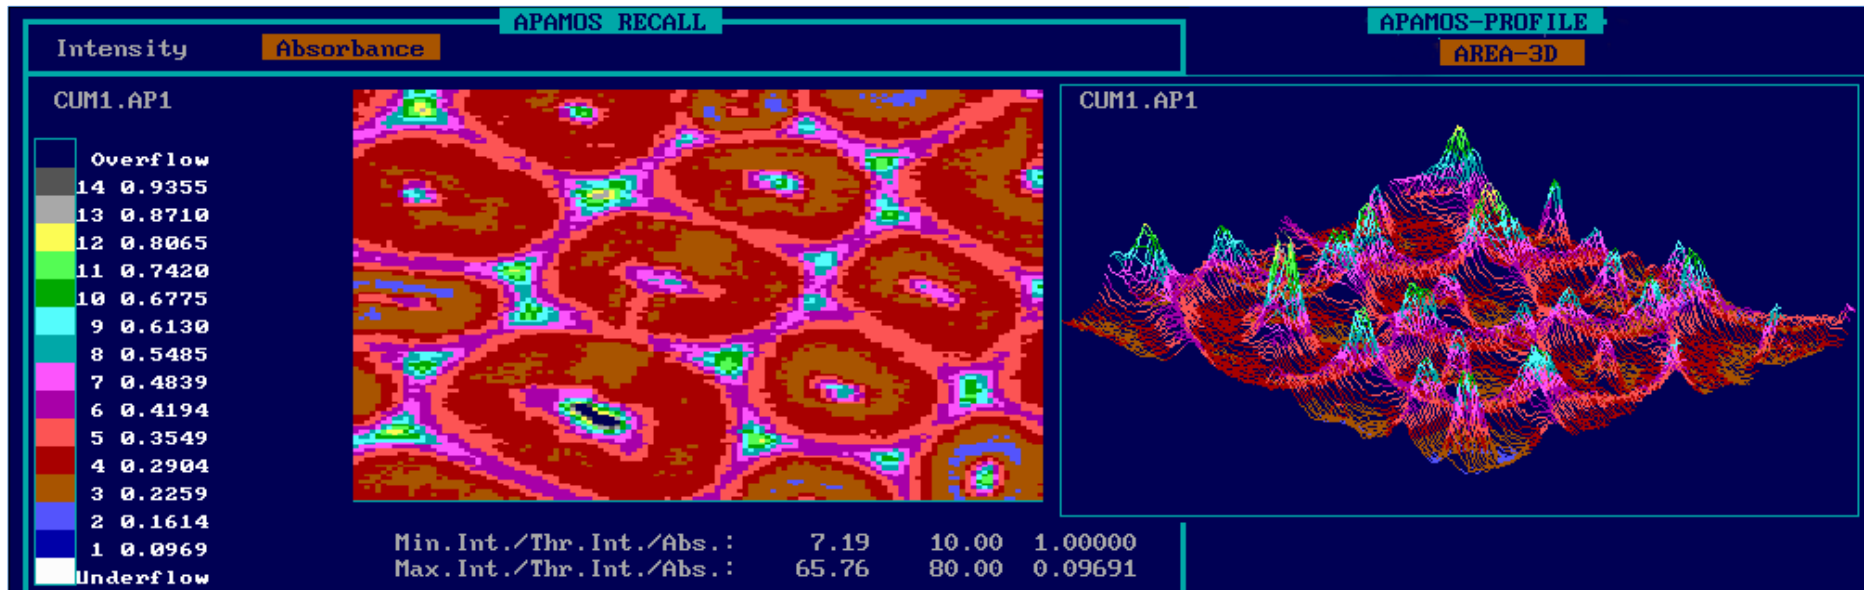 APAMOS RECALL
Intensity Absorbance
CUM1.AP1
Overflow
14 0.9355
13 0.8710
12 0.8065
11 0.7420
10 0.6775
9 0.6130
8 0.5485
7 0.4839
6 0.4194
5 0.3549
4 0.2904
3 0.2259
2 0.1614
1 0.0969
Underflow
Min.Int./Thr.Int./Abs.: 7.19 10.00 1.00000
Max.Int./Thr.Int./Abs.: 65.76 80.00 0.09691
APAMOS-PROFILE
AREA-3D
CUM1.AP1